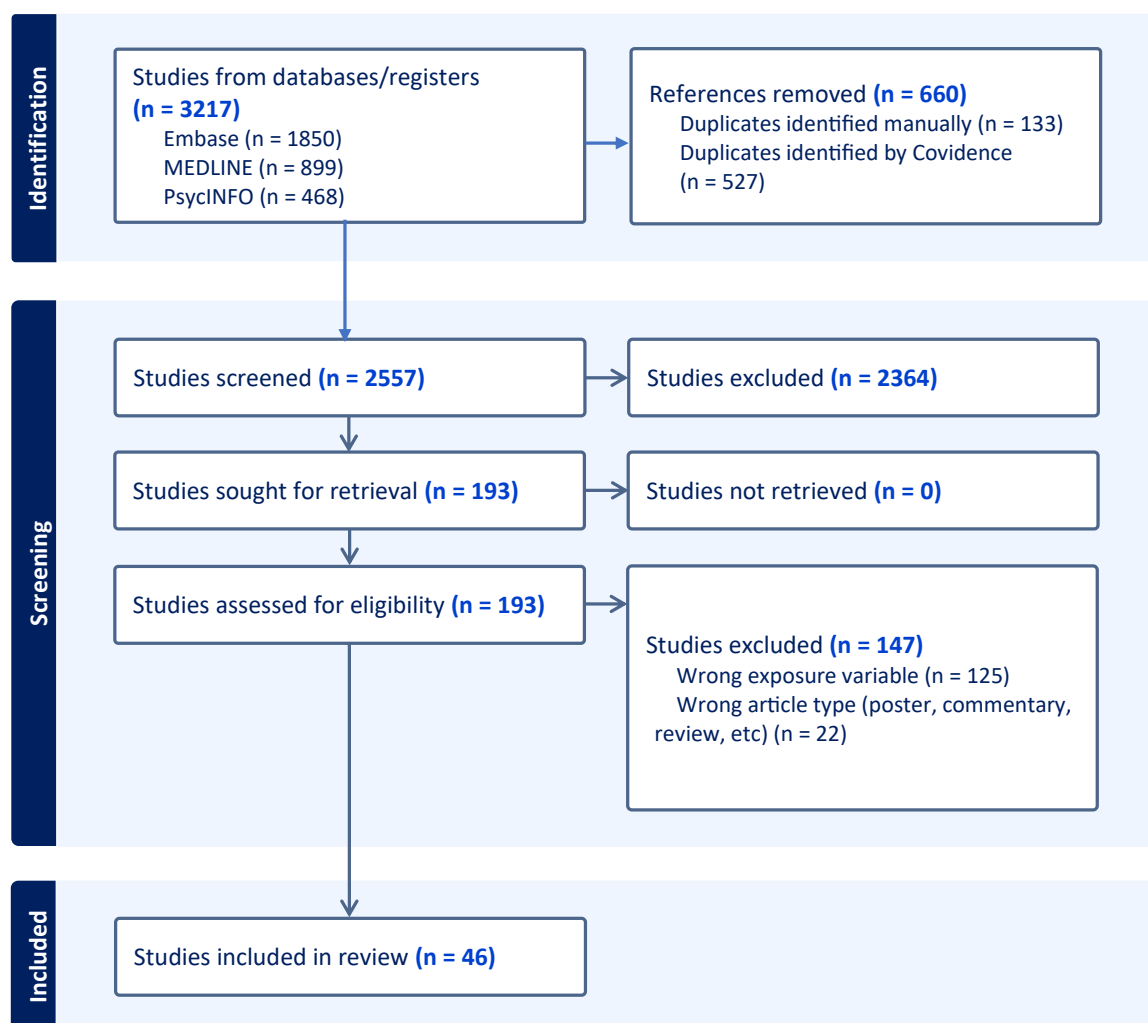 Identification
Studies from databases/registers
(n = 3217)
Embase (n = 1850)
MEDLINE (n = 899)
PsycINFO (n = 468)
References removed (n = 660)
Duplicates identified manually (n = 133)
Duplicates identified by Covidence
(n = 527)
Screening
Studies screened (n = 2557)
Studies excluded (n = 2364)
Studies sought for retrieval (n = 193)
Studies not retrieved (n = 0)
Studies assessed for eligibility (n = 193)
Studies excluded (n = 147)
Wrong exposure variable (n = 125)
Wrong article type (poster, commentary,
review, etc) (n = 22)
Included
Studies included in review (n = 46)